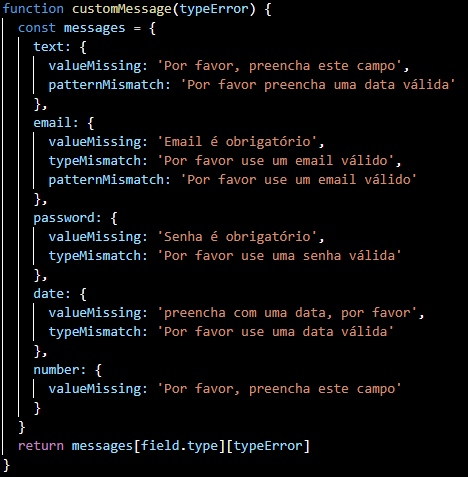 function customMessage(typeError) {
  const messages = {
    text: {
      valueMissing: 'Por favor, preencha este campo',
      patternMismatch: 'Por favor preencha uma data válida'
    },
    email: {
      valueMissing: 'Email é obrigatório',
      typeMismatch: 'Por favor use um email válido',
      patternMismatch: 'Por favor use um email válido'
    },
    password: {
      valueMissing: 'Senha é obrigatório',
      typeMismatch: 'Por favor use uma senha válida'
    },
    date: {
      valueMissing: 'preencha com uma data, por favor',
      typeMismatch: 'Por favor use uma data válida'
    },
    number: {
      valueMissing: 'Por favor, preencha este campo'
    }
  }
  return messages[field.type][typeError]
}